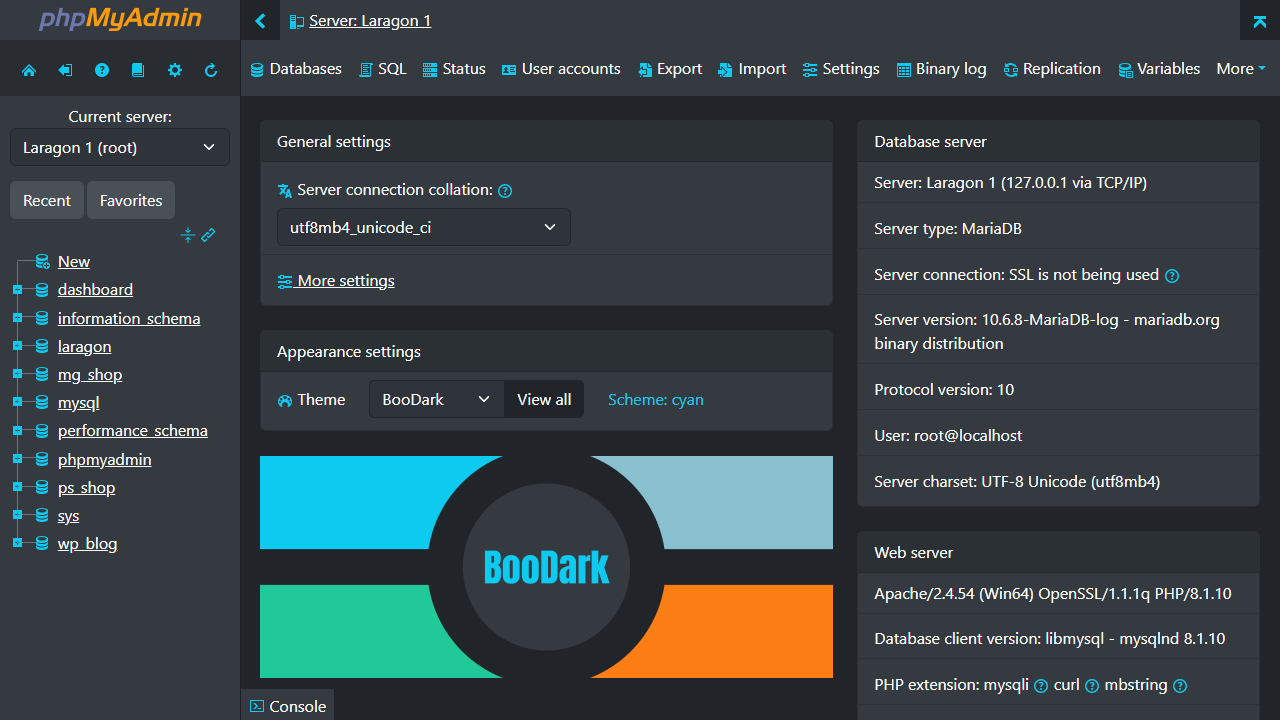 phpMyAdmin
Server: Laragon 1
Databases SQL Status User accounts Export Import Settings Binary log Replication Variables More
Current server:
Laragon 1 (root)
Recent Favorites
New
dashboard
information_schema
laragon
mg_shop
mysql
performance_schema
phpmyadmin
ps_shop
sys
wp_blog
General settings
Server connection collation:
utf8mb4_unicode_ci
More settings
Appearance settings
Theme BooDark View all Scheme: cyan
BooDark
Console
Database server
Server: Laragon 1 (127.0.0.1 via TCP/IP)
Server type: MariaDB
Server connection: SSL is not being used
Server version: 10.6.8-MariaDB-log - mariadb.org
binary distribution
Protocol version: 10
User: root@localhost
Server charset: UTF-8 Unicode (utf8mb4)
Web server
Apache/2.4.54 (Win64) OpenSSL/1.1.1q PHP/8.1.10
Database client version: libmysql - mysqlnd 8.1.10
PHP extension: mysqli curl mbstring